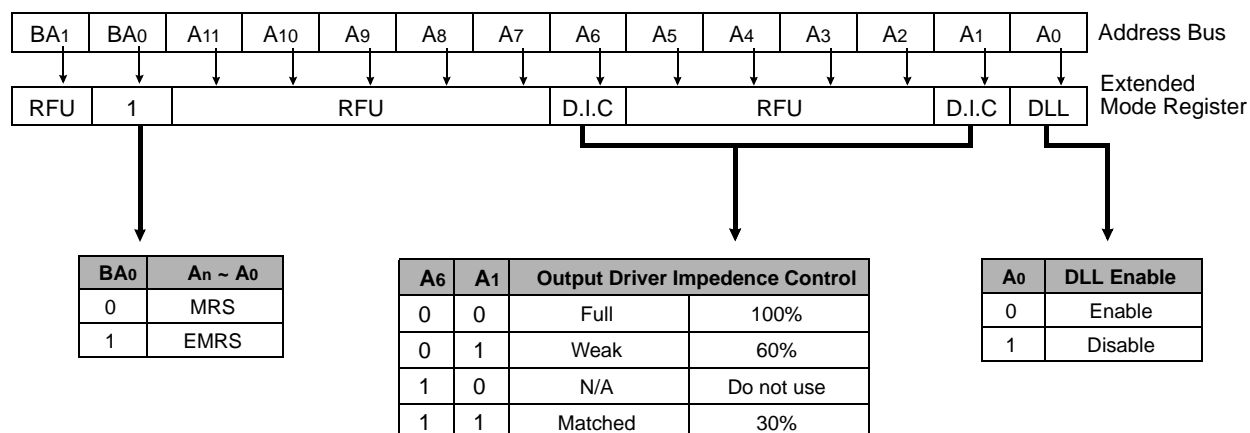 BA1 BA0 A11 A10 A9 A8 A7 A6 A5 A4 A3 A2 A1 A0 Address Bus
RFU 1 RFU D.I.C RFU D.I.C DLL Extended
Mode Register
BA0 An ~ A0
0 MRS
1 EMRS
A6 A1 Output Driver Impedence Control
0 0 Full 100%
0 1 Weak 60%
1 0 N/A Do not use
1 1 Matched 30%
A0 DLL Enable
0 Enable
1 Disable